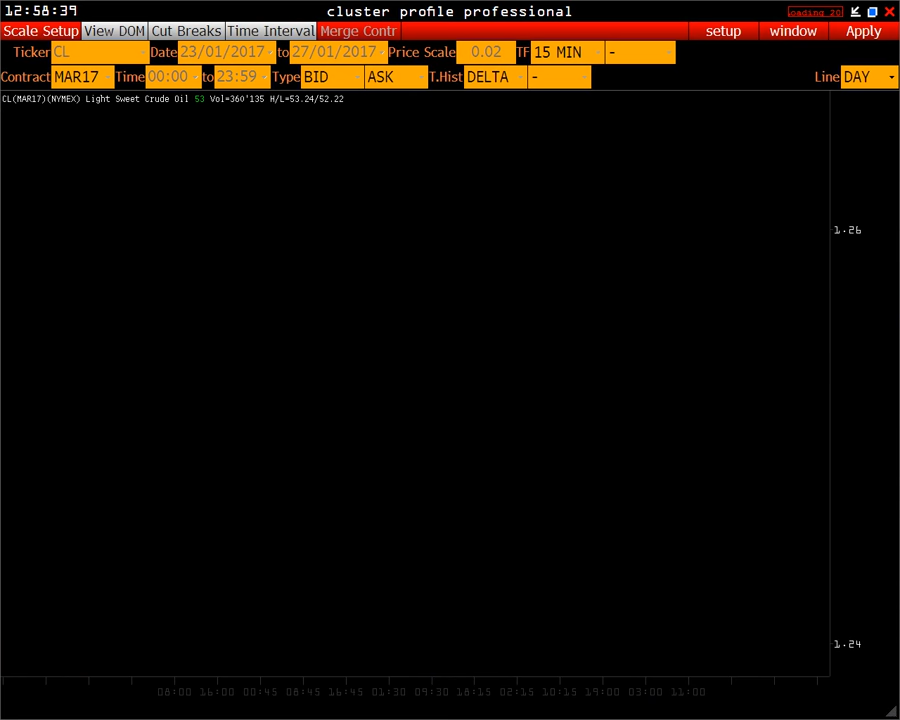 12:58:39 cluster profile professional loading 20
Scale Setup View DOM Cut Breaks Time Interval Merge Contr setup window Apply
Ticker CL Date 23/01/2017 to 27/01/2017 Price Scale 0.02 TF 15 MIN -
Contract MAR17 Time 00:00 to 23:59 Type BID ASK T.Hist DELTA - Line DAY
CL(MAR17)(NYMEX) Light Sweet Crude Oil 53 Vol=360'135 H/L=53.24/52.22
1.26
1.24
08:00 16:00 00:45 08:45 16:45 01:30 09:30 18:15 02:15 10:15 19:00 03:00 11:00